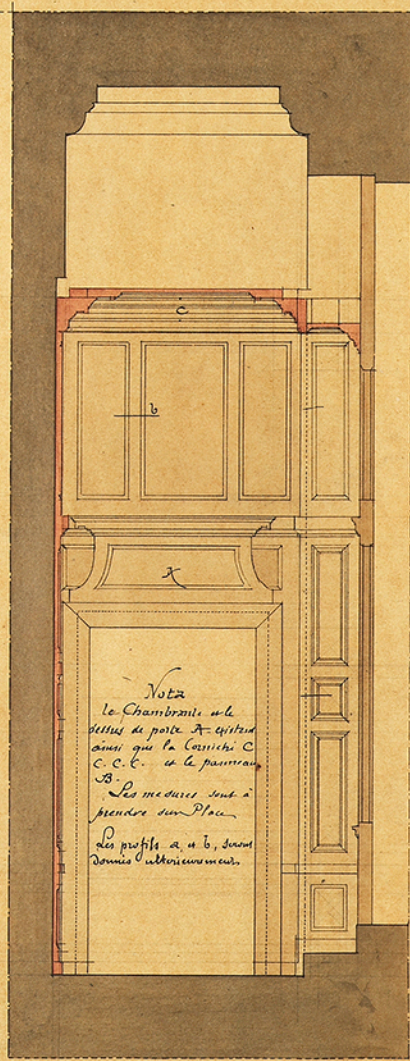 C
b
A
Nota
le Chambranle et le
dessus de porte A existent
ainsi que la Corniche C
C. C. C. et le panneau
B.
Les mesures sont à
prendre sur Place
Les profils a et b, seront
Donnés ultérieurement